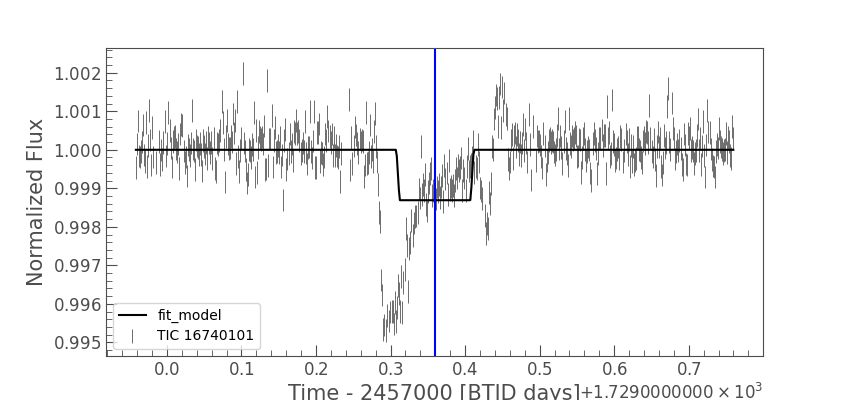 1.002
1.001
1.000
0.999
0.998
0.997
0.996
0.995
Normalized Flux
fit_model
TIC 16740101
0.0 0.1 0.2 0.3 0.4 0.5 0.6 0.7
Time - 2457000 [BTJD days]
+1.7290000000 × 10³